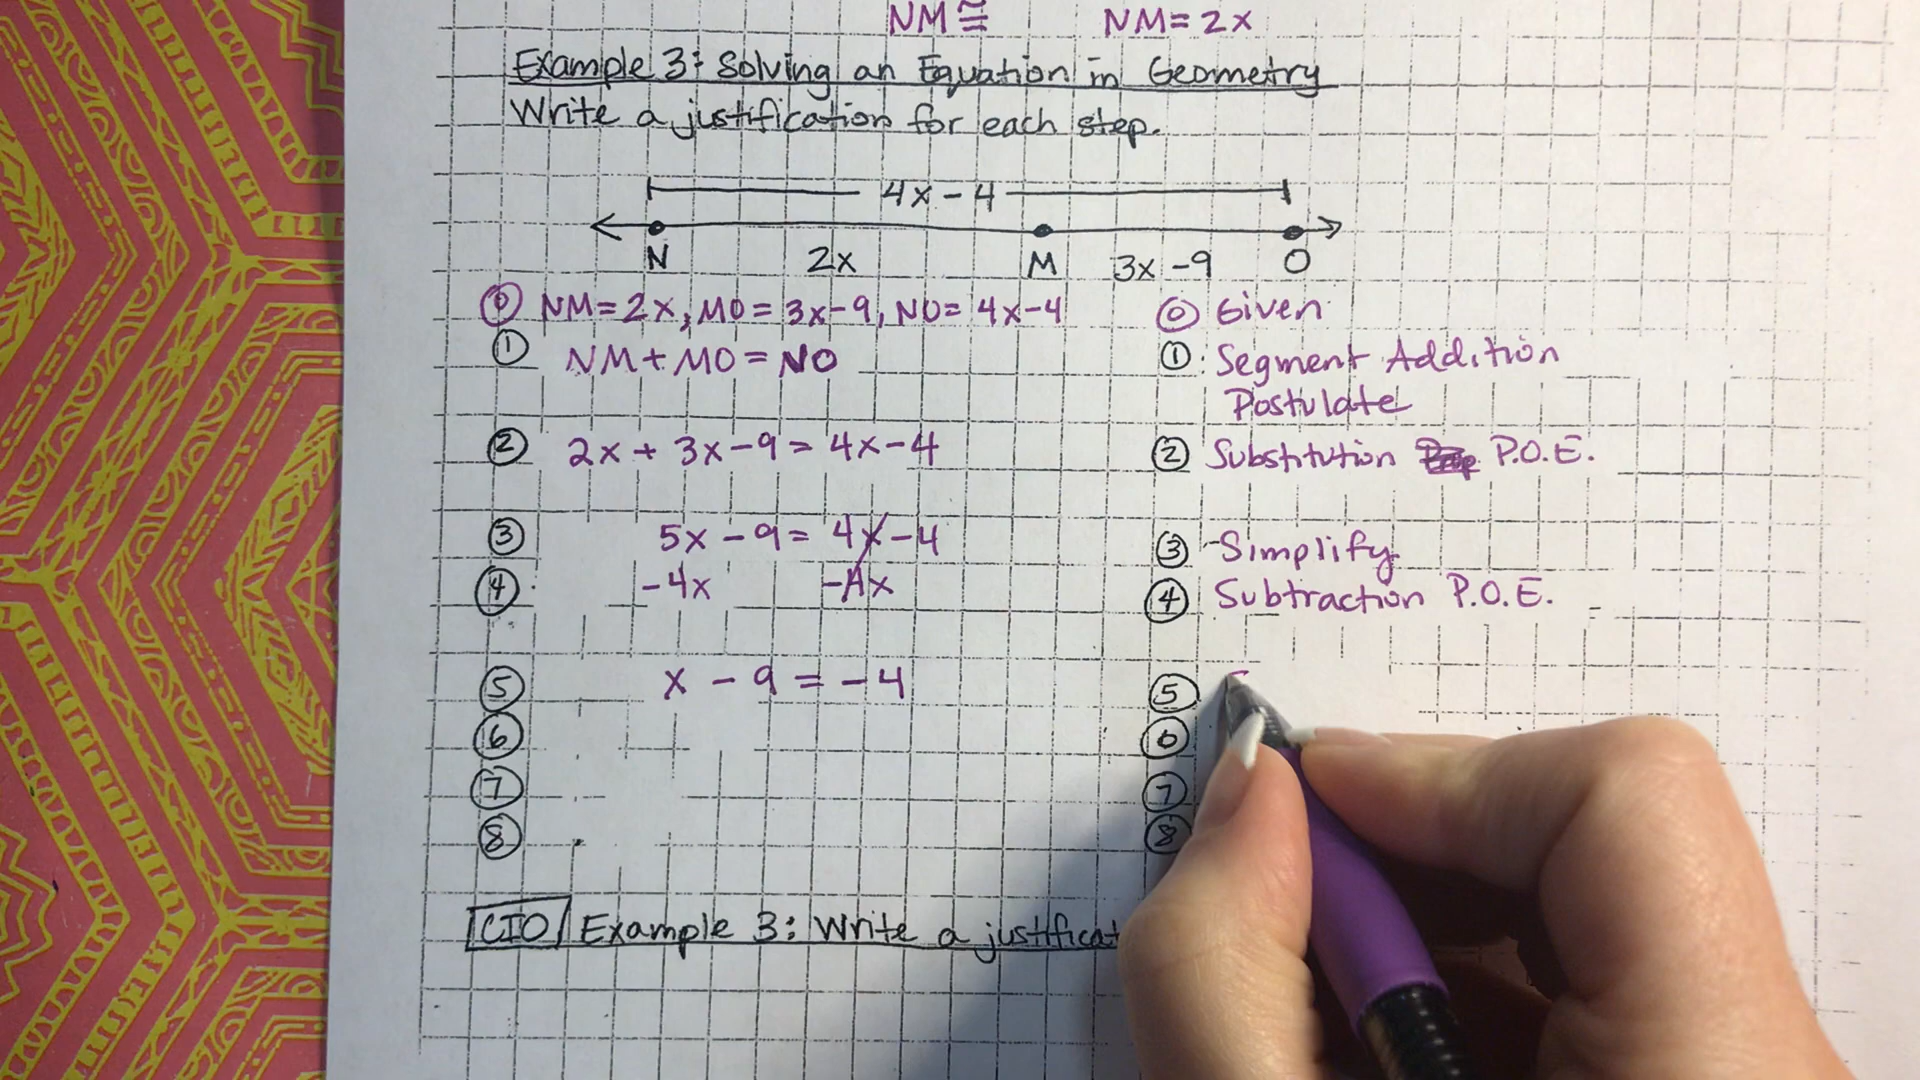 NM ≅ NM = 2x
Example 3: Solving an Equation in Geometry
Write a justification for each step.
4x - 4
N 2x M 3x - 9 O
⓪ NM = 2x, MO = 3x - 9, NO = 4x - 4 ⓪ Given
① NM + MO = NO ① Segment Addition
Postulate
② 2x + 3x - 9 = 4x - 4 ② Substitution P.O.E.
③ 5x - 9 = 4x - 4 ③ Simplify
④ -4x -4x ④ Subtraction P.O.E.
⑤ x - 9 = -4 ⑤
⑥ ⑥
⑦ ⑦
⑧ ⑧
CIO Example 3: Write a justificat